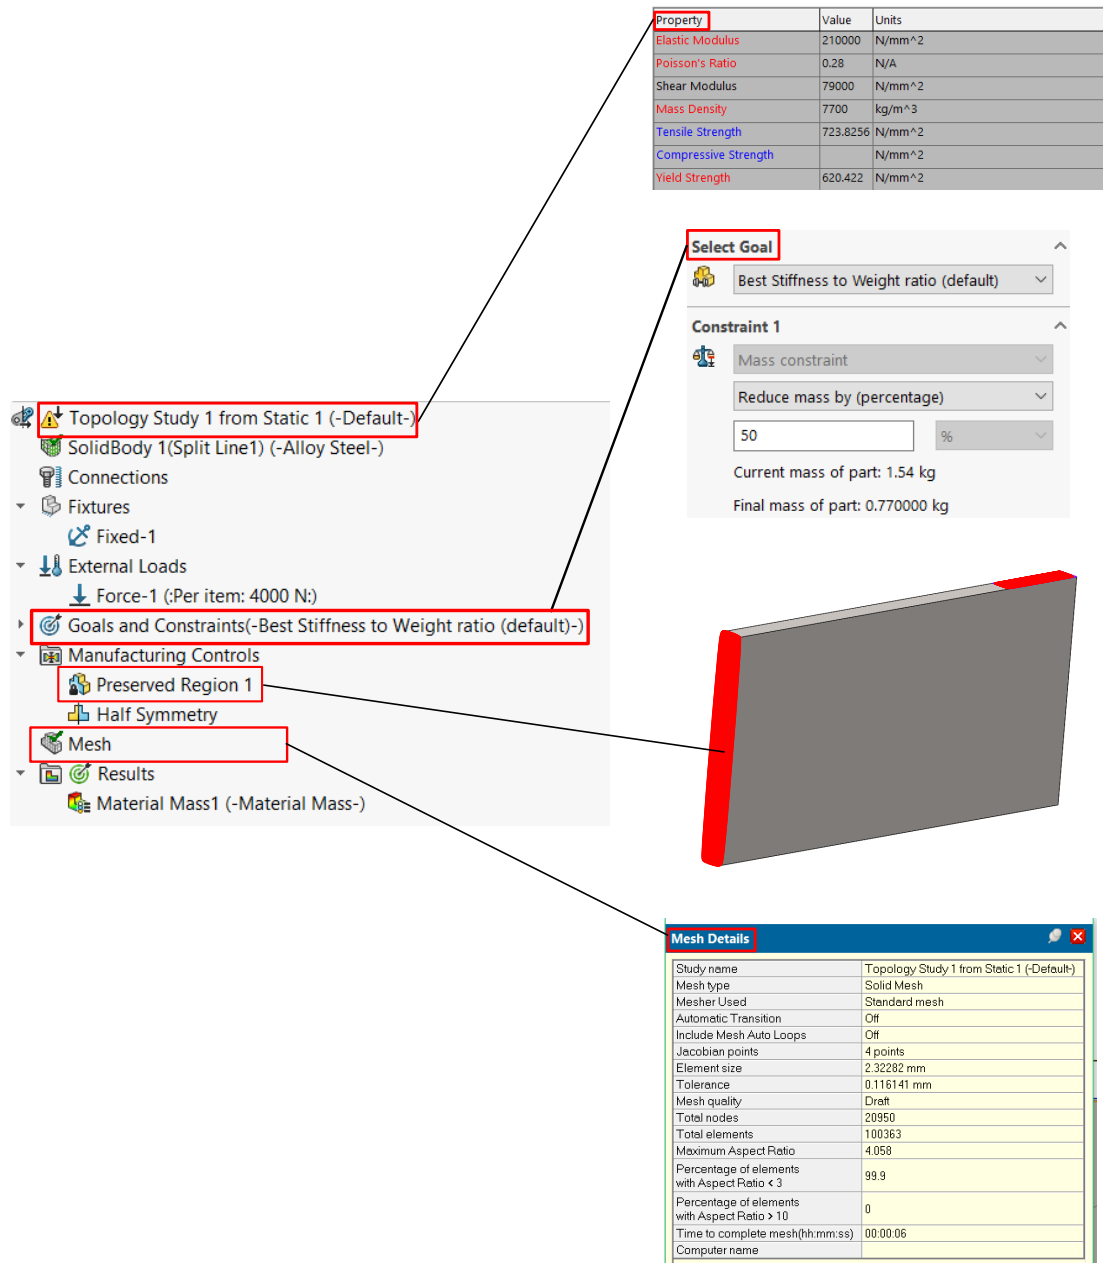 Property Value Units
Elastic Modulus 210000 N/mm^2
Poisson's Ratio 0.28 N/A
Shear Modulus 79000 N/mm^2
Mass Density 7700 kg/m^3
Tensile Strength 723.8256 N/mm^2
Compressive Strength N/mm^2
Yield Strength 620.422 N/mm^2
Select Goal
Best Stiffness to Weight ratio (default)
Constraint 1
Mass constraint
Reduce mass by (percentage)
50 %
Current mass of part: 1.54 kg
Final mass of part: 0.770000 kg
Topology Study 1 from Static 1 (-Default-)
SolidBody 1(Split Line1) (-Alloy Steel-)
Connections
Fixtures
Fixed-1
External Loads
Force-1 (:Per item: 4000 N:)
Goals and Constraints(-Best Stiffness to Weight ratio (default)-)
Manufacturing Controls
Preserved Region 1
Half Symmetry
Mesh
Results
Material Mass1 (-Material Mass-)
Mesh Details
Study name Topology Study 1 from Static 1 (-Default-)
Mesh type Solid Mesh
Mesher Used Standard mesh
Automatic Transition Off
Include Mesh Auto Loops Off
Jacobian points 4 points
Element size 2.32282 mm
Tolerance 0.116141 mm
Mesh quality Draft
Total nodes 20950
Total elements 100363
Maximum Aspect Ratio 4.058
Percentage of elements
with Aspect Ratio < 3 99.9
Percentage of elements
with Aspect Ratio > 10 0
Time to complete mesh(hh:mm:ss) 00:00:06
Computer name